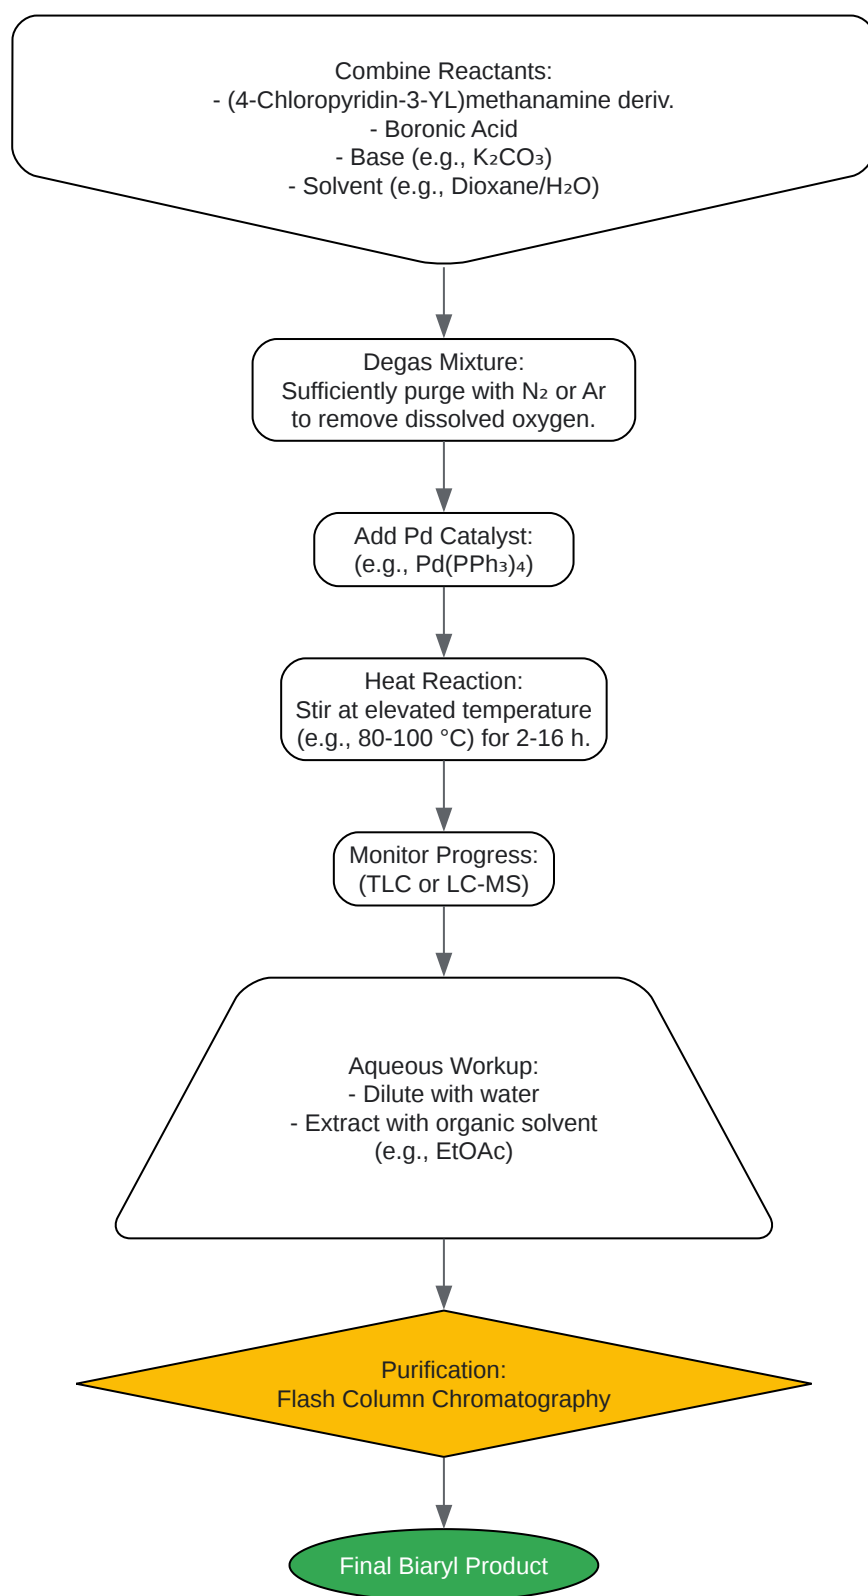 Combine Reactants:
- (4-Chloropyridin-3-YL)methanamine deriv.
- Boronic Acid
- Base (e.g., K₂CO₃)
- Solvent (e.g., Dioxane/H₂O)
Degas Mixture:
Sufficiently purge with N₂ or Ar
to remove dissolved oxygen.
Add Pd Catalyst:
(e.g., Pd(PPh₃)₄)
Heat Reaction:
Stir at elevated temperature
(e.g., 80-100 °C) for 2-16 h.
Monitor Progress:
(TLC or LC-MS)
Aqueous Workup:
- Dilute with water
- Extract with organic solvent
(e.g., EtOAc)
Purification:
Flash Column Chromatography
Final Biaryl Product